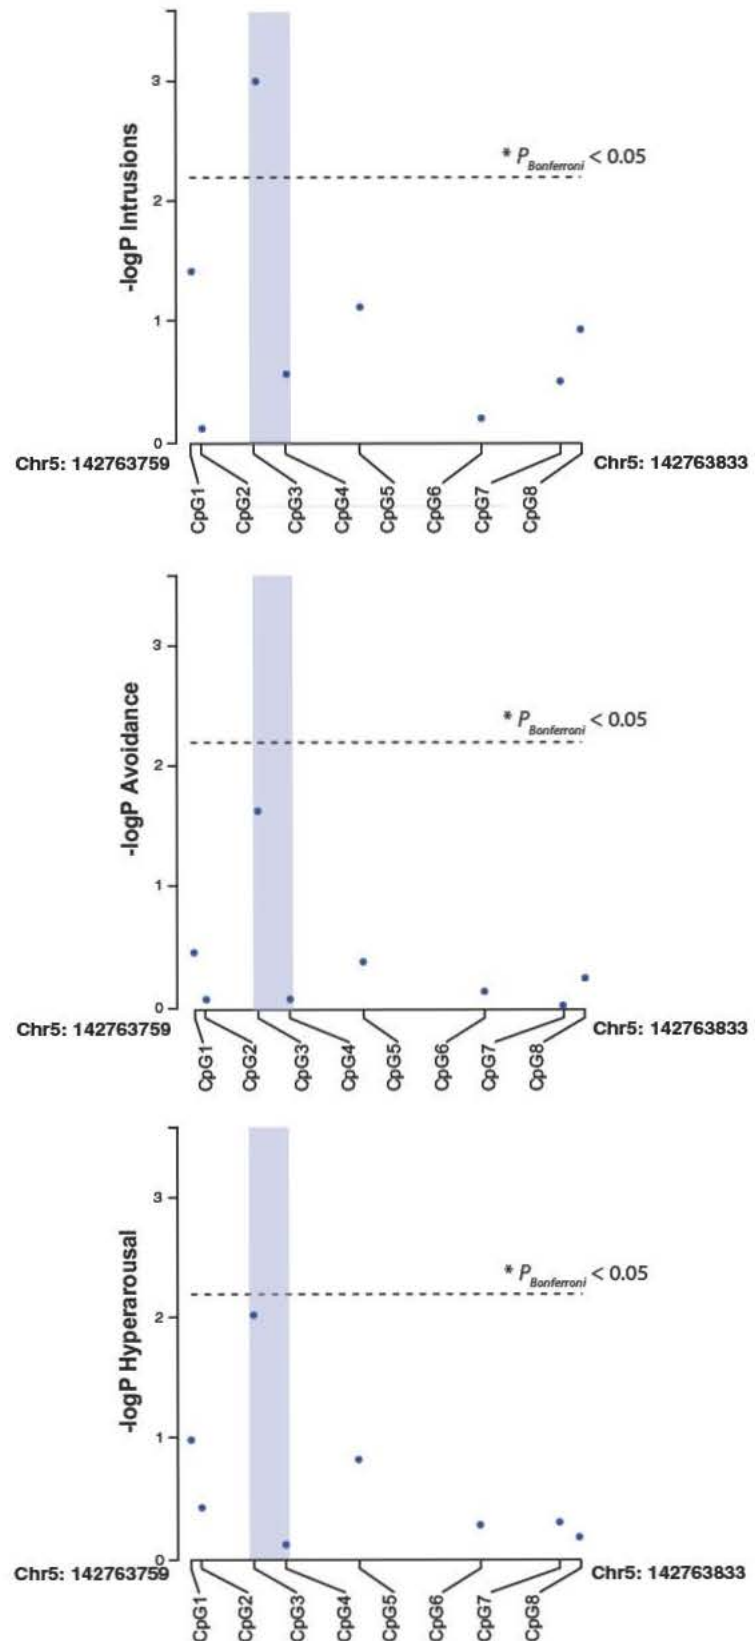 -logP Intrusions
3
2
1
0
* PBonferroni < 0.05
Chr5: 142763759
Chr5: 142763833
CpG1
CpG2
CpG3
CpG4
CpG5
CpG6
CpG7
CpG8
-logP Avoidance
3
2
1
0
* PBonferroni < 0.05
Chr5: 142763759
Chr5: 142763833
CpG1
CpG2
CpG3
CpG4
CpG5
CpG6
CpG7
CpG8
-logP Hyperarousal
3
2
1
0
* PBonferroni < 0.05
Chr5: 142763759
Chr5: 142763833
CpG1
CpG2
CpG3
CpG4
CpG5
CpG6
CpG7
CpG8